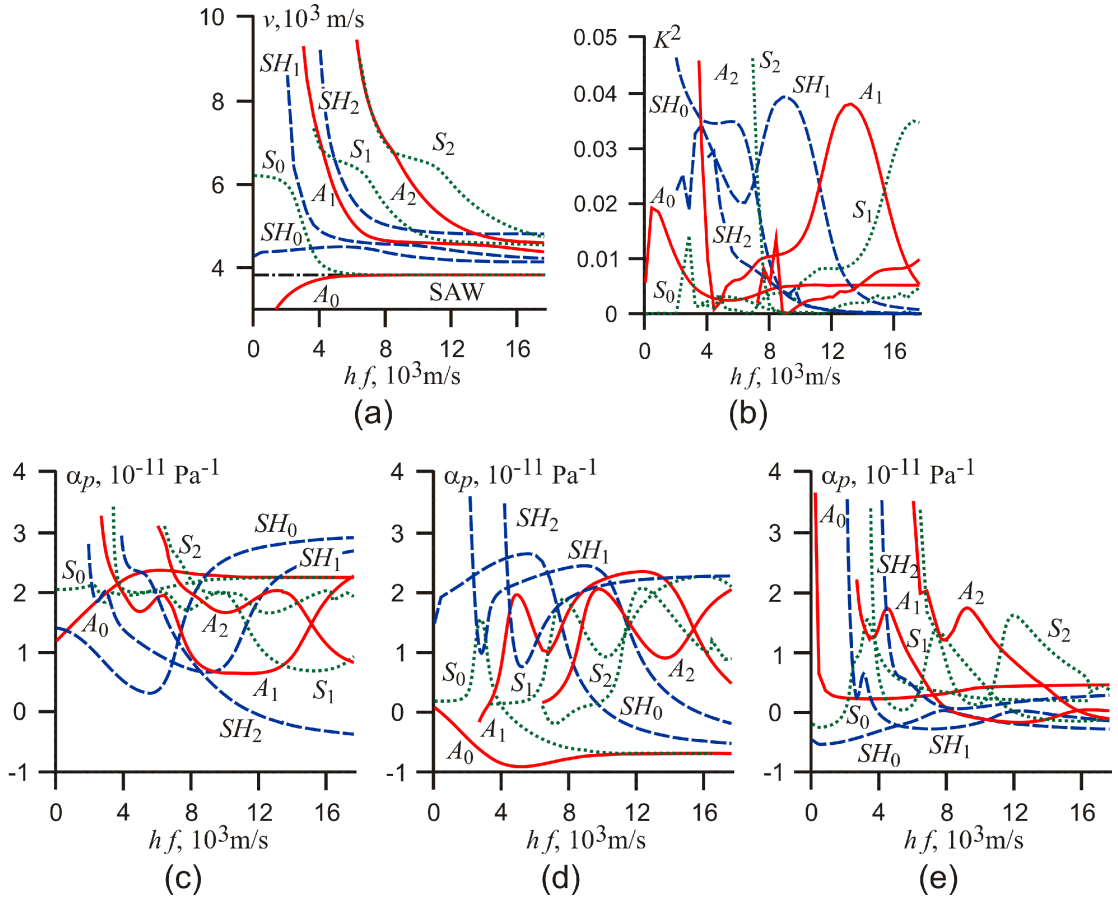 v, 10³ m/s
10
8
6
4
SH₁
SH₂
S₀
S₁
S₂
A₁
A₂
SH₀
A₀
SAW
0 4 8 12 16
h f, 10³m/s
(a)
K²
0.05
0.04
0.03
0.02
0.01
0
A₂
S₂
SH₁
A₁
SH₀
A₀
SH₂
S₁
S₀
0 4 8 12 16
h f, 10³m/s
(b)
αₚ, 10⁻¹¹ Pa⁻¹
4
3
2
1
0
-1
SH₀
S₂
SH₁
S₀
A₀
A₂
A₁
S₁
SH₂
0 4 8 12 16
h f, 10³m/s
(c)
αₚ, 10⁻¹¹ Pa⁻¹
4
3
2
1
0
-1
SH₂
SH₁
S₀
S₁
S₂
A₂
A₁
SH₀
A₀
0 4 8 12 16
h f, 10³m/s
(d)
αₚ, 10⁻¹¹ Pa⁻¹
4
3
2
1
0
-1
A₀
SH₂
A₁
A₂
S₁
S₂
S₀
SH₀
SH₁
0 4 8 12 16
h f, 10³m/s
(e)